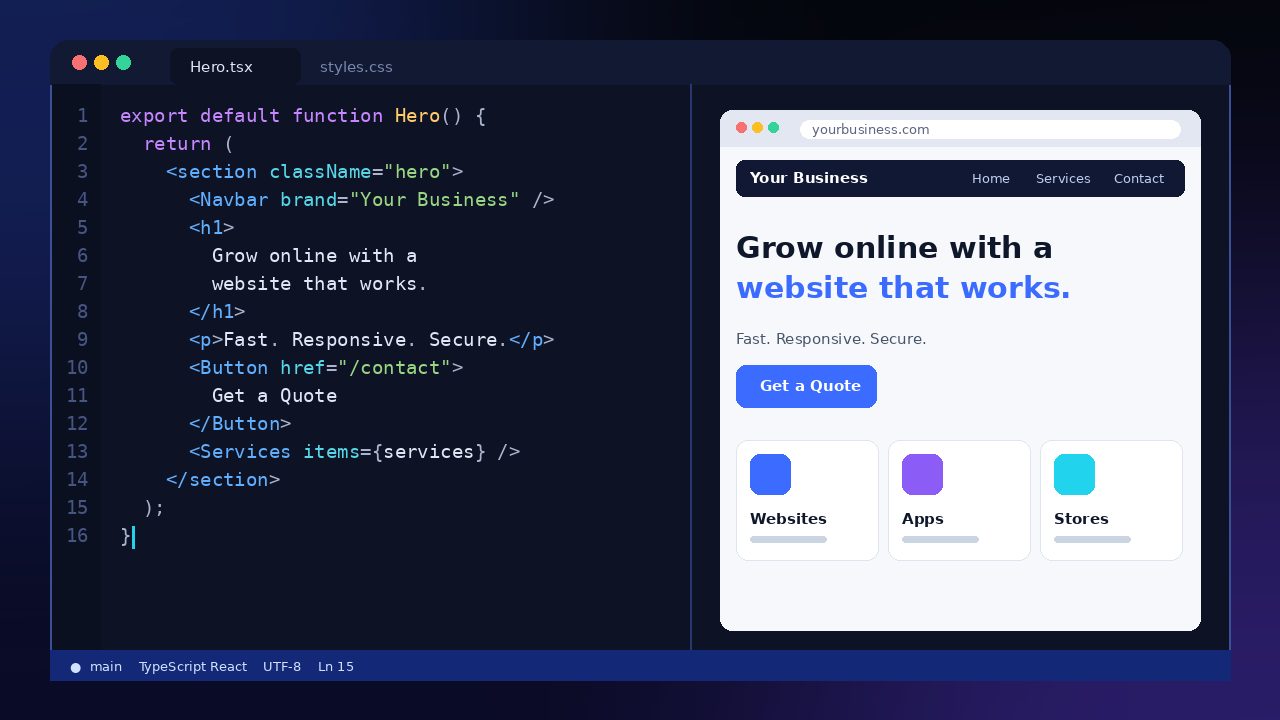 Hero.tsx styles.css
1 export default function Hero() {
2 return (
3 <section className="hero">
4 <Navbar brand="Your Business" />
5 <h1>
6 Grow online with a
7 website that works.
8 </h1>
9 <p>Fast. Responsive. Secure.</p>
10 <Button href="/contact">
11 Get a Quote
12 </Button>
13 <Services items={services} />
14 </section>
15 );
16 }
yourbusiness.com
Your Business Home Services Contact
Grow online with a
website that works.
Fast. Responsive. Secure.
Get a Quote
Websites Apps Stores
main TypeScript React UTF-8 Ln 15